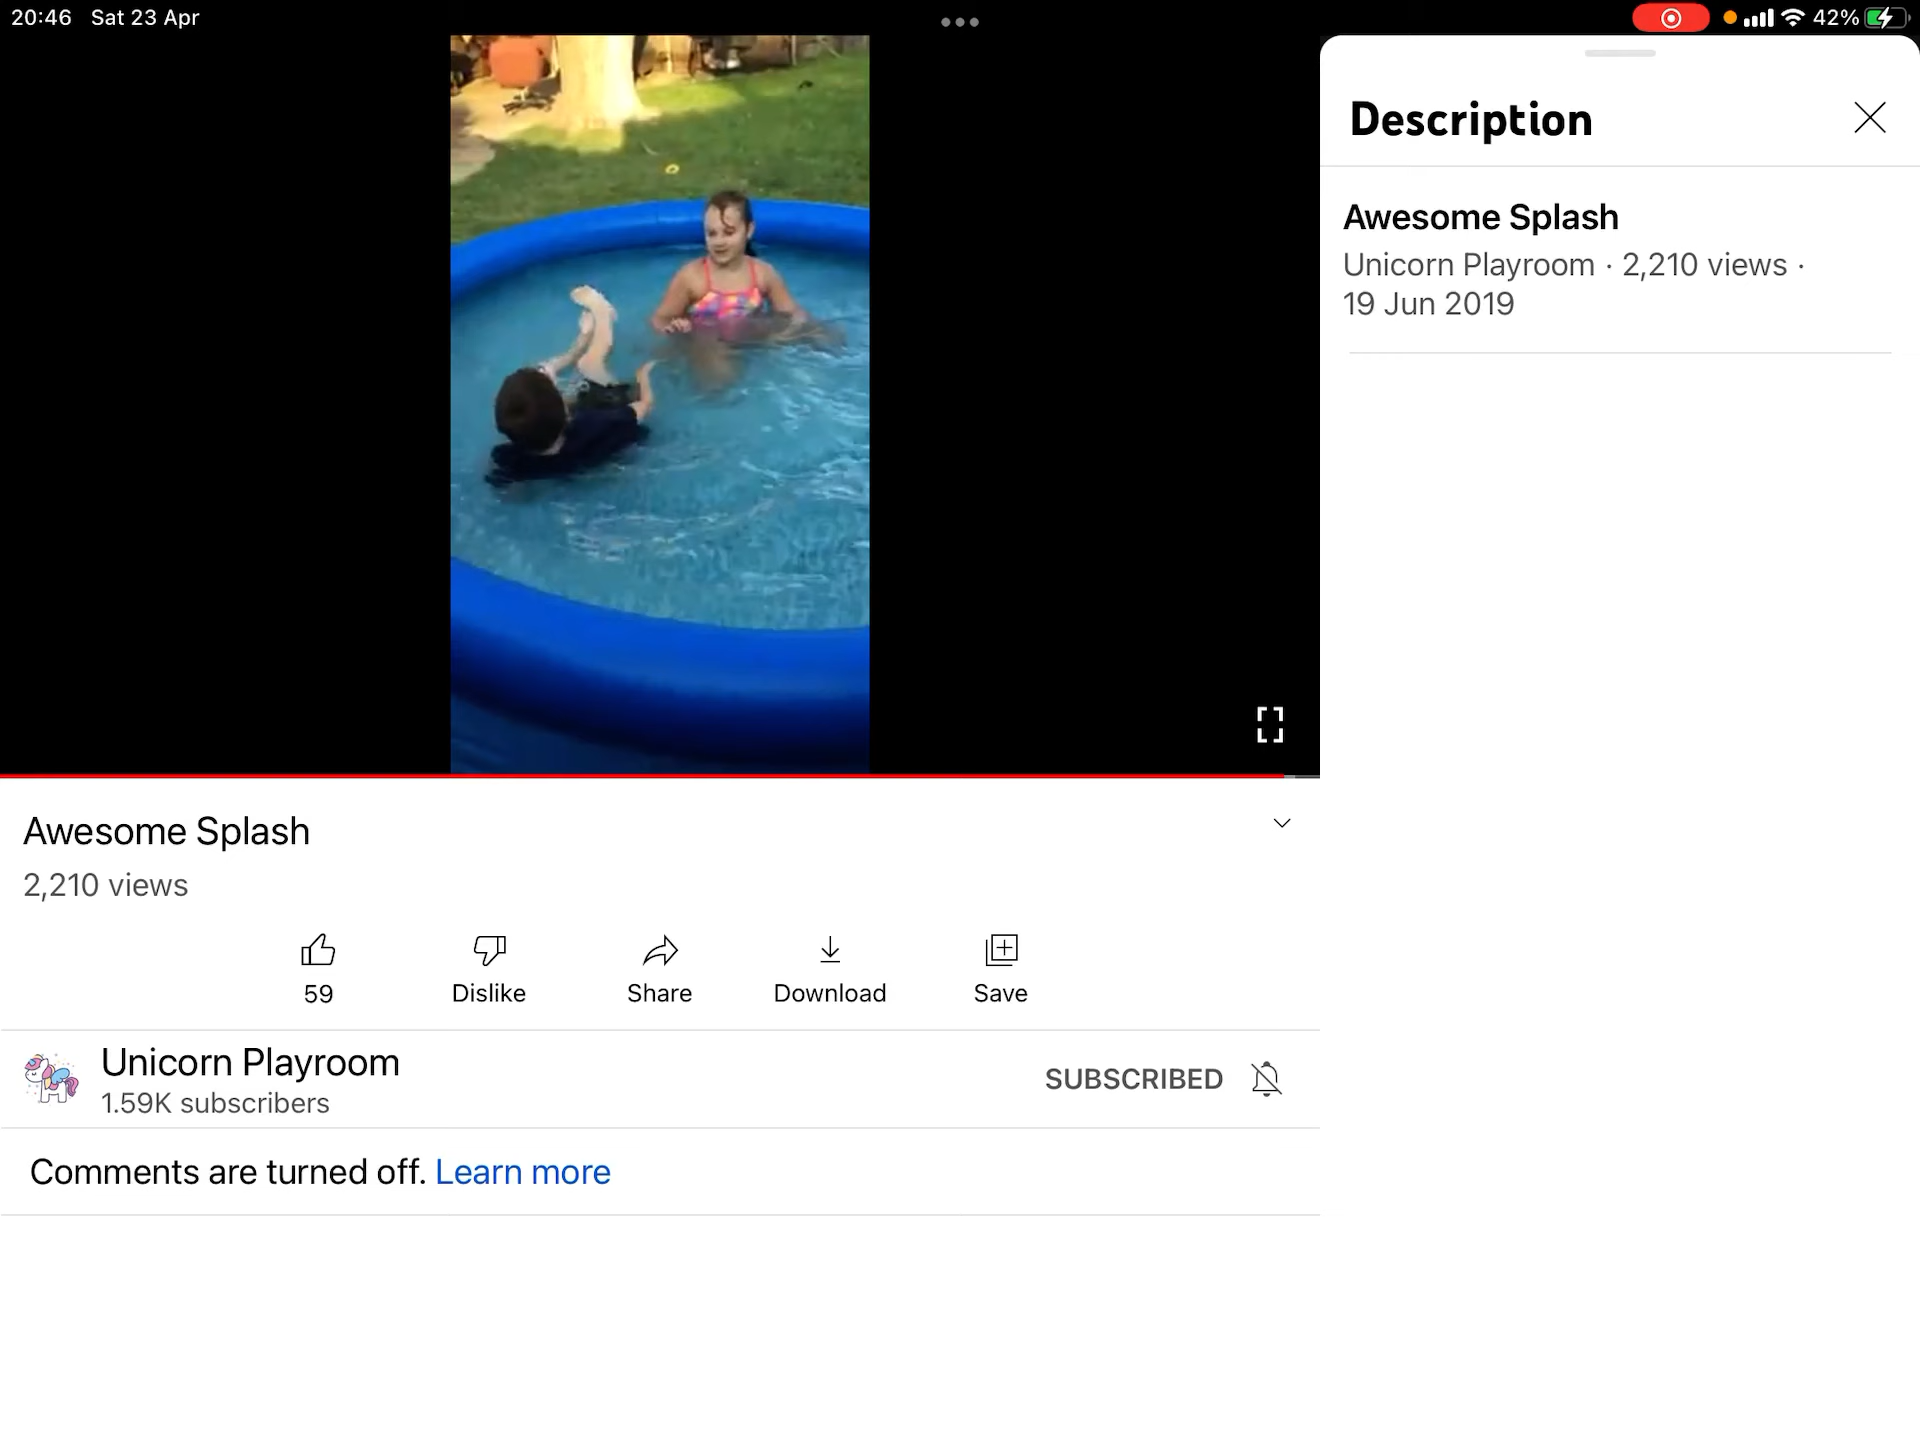 20:46 Sat 23 Apr
42%
Description
Awesome Splash
Unicorn Playroom · 2,210 views ·
19 Jun 2019
Awesome Splash
2,210 views
59
Dislike
Share
Download
Save
Unicorn Playroom
1.59K subscribers
SUBSCRIBED
Comments are turned off. Learn more